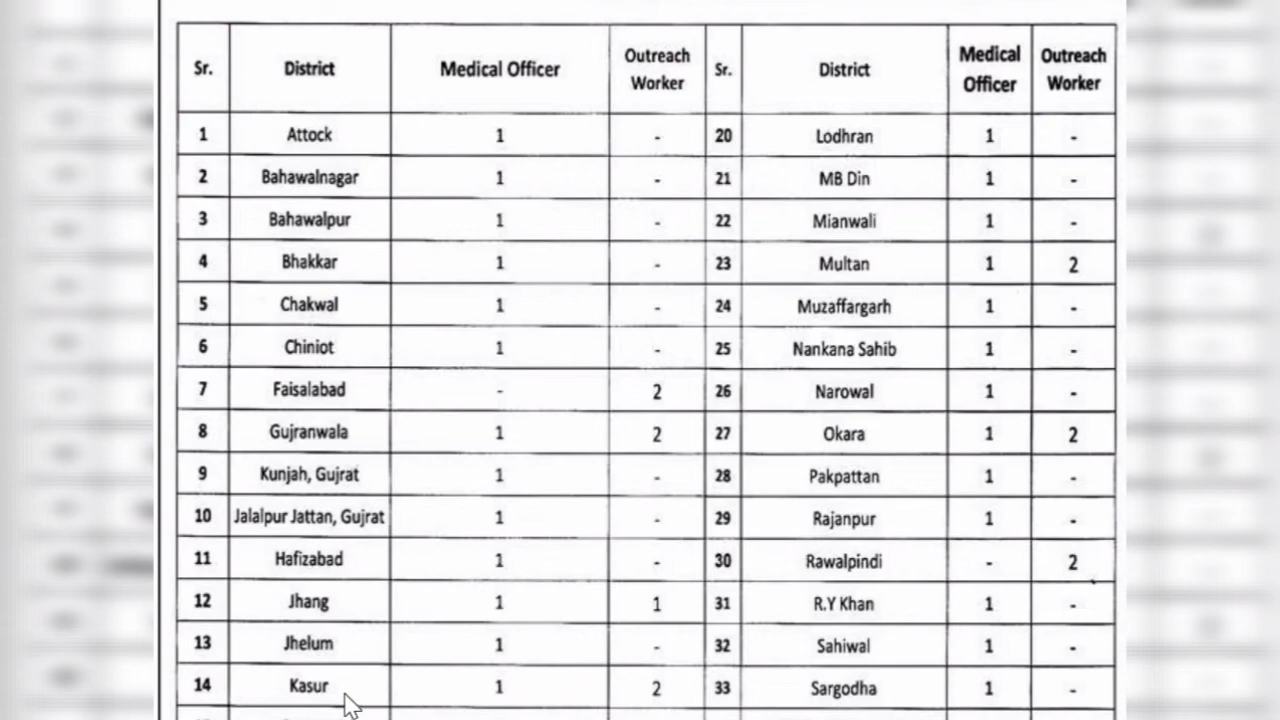 Sr. District Medical Officer Outreach Worker Sr. District Medical Officer Outreach Worker
1 Attock 1 - 20 Lodhran 1 -
2 Bahawalnagar 1 - 21 MB Din 1 -
3 Bahawalpur 1 - 22 Mianwali 1 -
4 Bhakkar 1 - 23 Multan 1 2
5 Chakwal 1 - 24 Muzaffargarh 1 -
6 Chiniot 1 - 25 Nankana Sahib 1 -
7 Faisalabad - 2 26 Narowal 1 -
8 Gujranwala 1 2 27 Okara 1 2
9 Kunjah, Gujrat 1 - 28 Pakpattan 1 -
10 Jalalpur Jattan, Gujrat 1 - 29 Rajanpur 1 -
11 Hafizabad 1 - 30 Rawalpindi - 2
12 Jhang 1 1 31 R.Y Khan 1 -
13 Jhelum 1 - 32 Sahiwal 1 -
14 Kasur 1 2 33 Sargodha 1 -